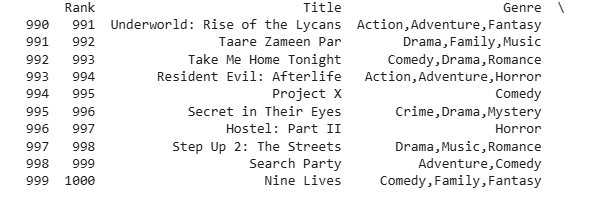 Rank Title Genre \
990 991 Underworld: Rise of the Lycans Action,Adventure,Fantasy
991 992 Taare Zameen Par Drama,Family,Music
992 993 Take Me Home Tonight Comedy,Drama,Romance
993 994 Resident Evil: Afterlife Action,Adventure,Horror
994 995 Project X Comedy
995 996 Secret in Their Eyes Crime,Drama,Mystery
996 997 Hostel: Part II Horror
997 998 Step Up 2: The Streets Drama,Music,Romance
998 999 Search Party Adventure,Comedy
999 1000 Nine Lives Comedy,Family,Fantasy